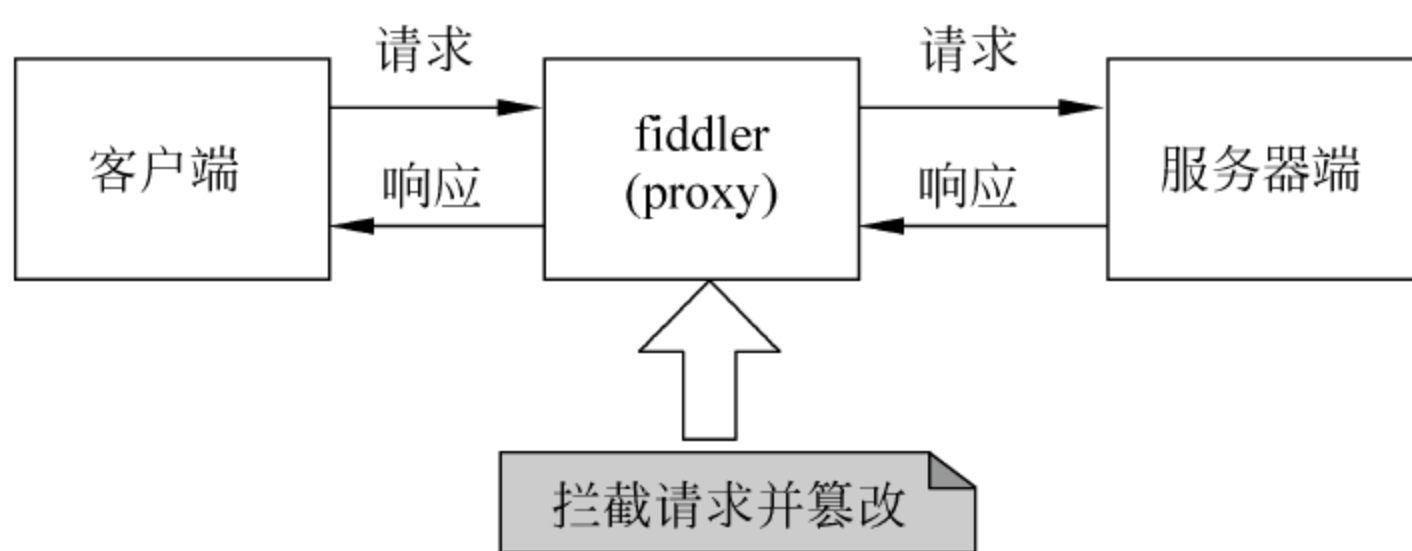 请求
请求
客户端
响应
fiddler
(proxy)
响应
服务器端
拦截请求并篡改